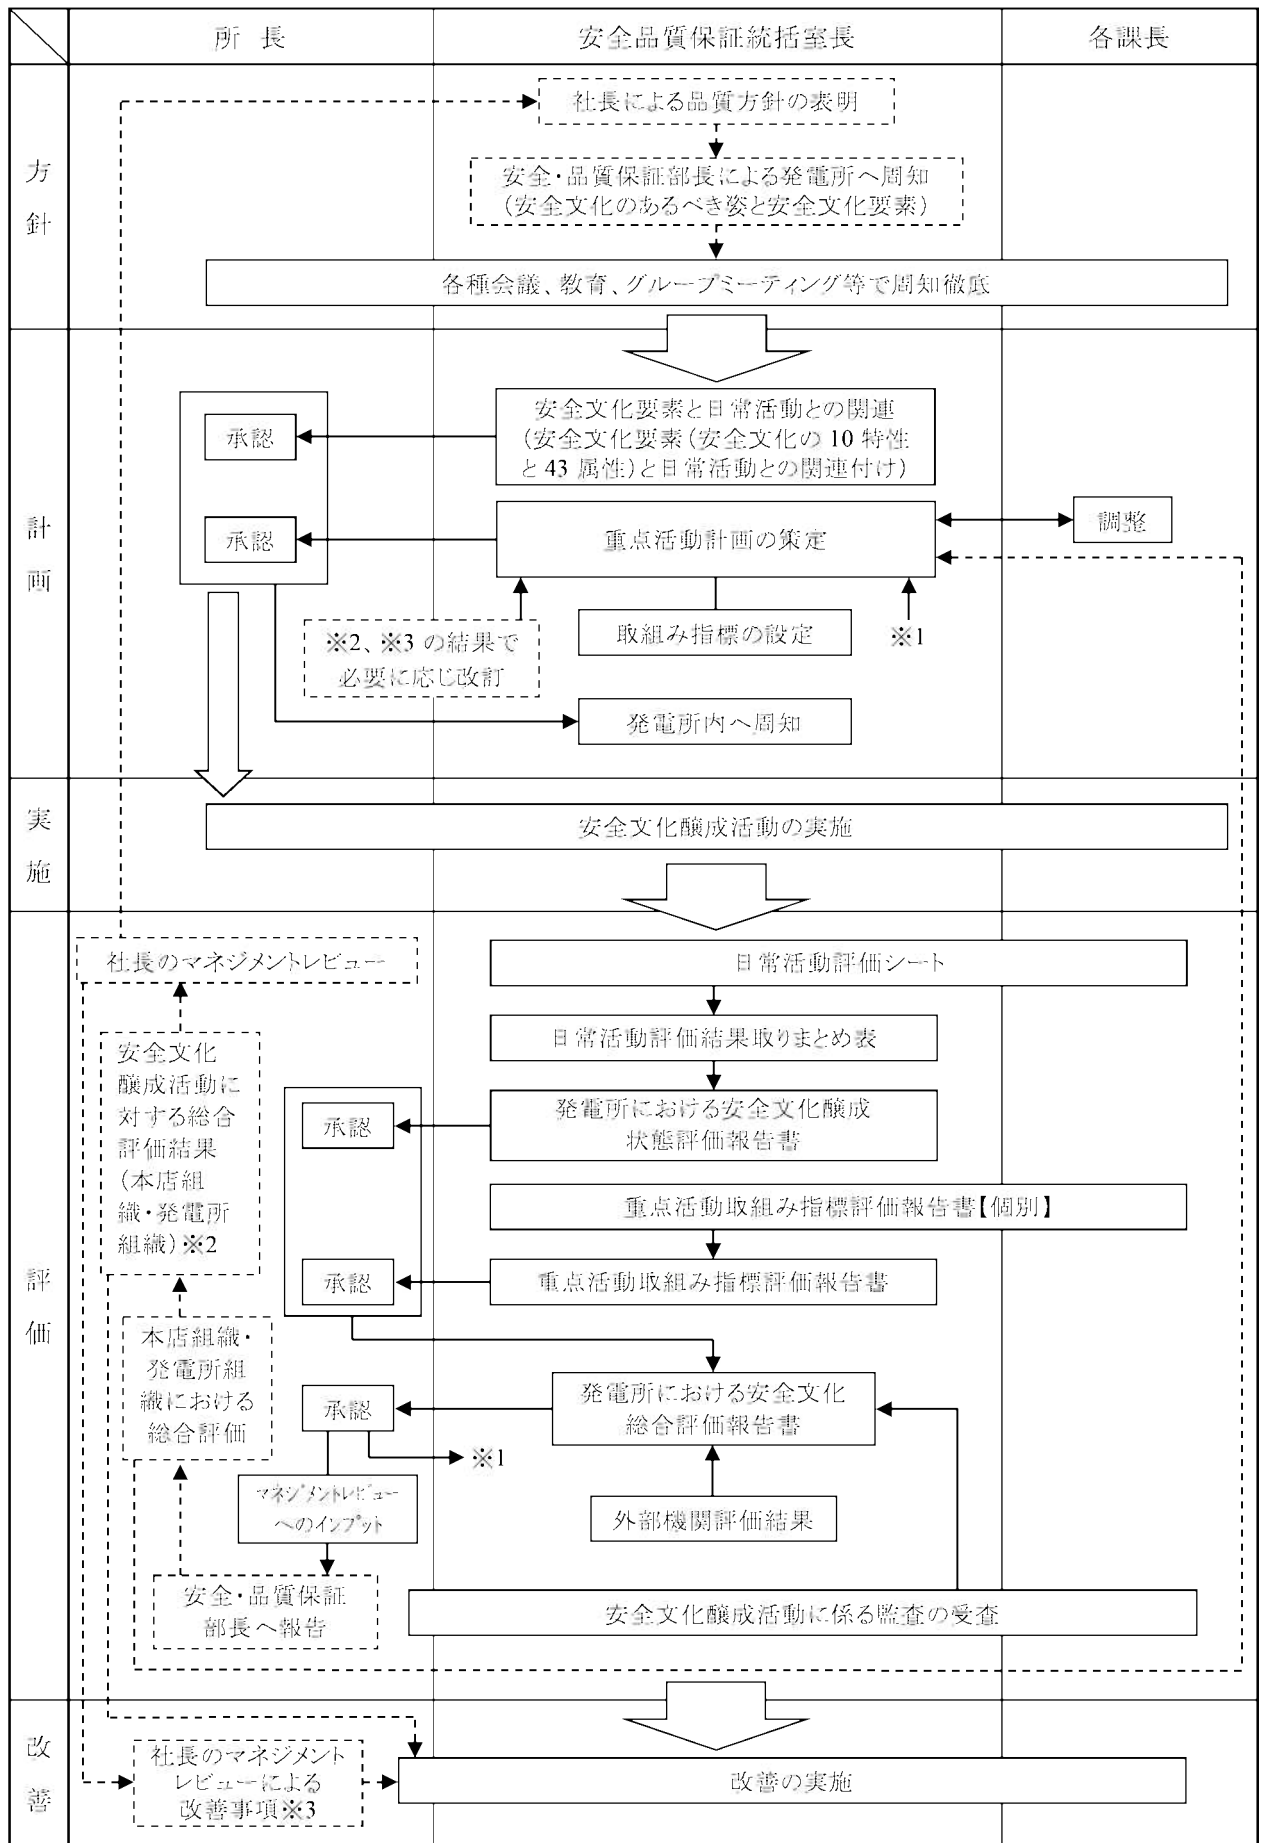 所 長
安全品質保証統括室長
各課長
方
針
社長による品質方針の表明
安全・品質保証部長による発電所へ周知
(安全文化のあるべき姿と安全文化要素)
各種会議、教育、グループミーティング等で周知徹底
計
画
安全文化要素と日常活動との関連
(安全文化要素(安全文化の 10 特性
と 43 属性)と日常活動との関連付け)
承認
承認
重点活動計画の策定
調整
※2、※3 の結果で
必要に応じ改訂
取組み指標の設定
※1
発電所内へ周知
実
施
安全文化醸成活動の実施
評
価
社長のマネジメントレビュー
日常活動評価シート
日常活動評価結果取りまとめ表
安全文化
醸成活動に
対する総合
評価結果
(本店組
織・発電所
組織)※2
承認
発電所における安全文化醸成
状態評価報告書
重点活動取組み指標評価報告書【個別】
承認
重点活動取組み指標評価報告書
本店組織・
発電所組
織における
総合評価
承認
発電所における安全文化
総合評価報告書
※1
マネジメントレビュー
へのインプット
外部機関評価結果
安全・品質保証
部長へ報告
安全文化醸成活動に係る監査の受査
改
善
社長のマネジメント
レビューによる
改善事項※3
改善の実施